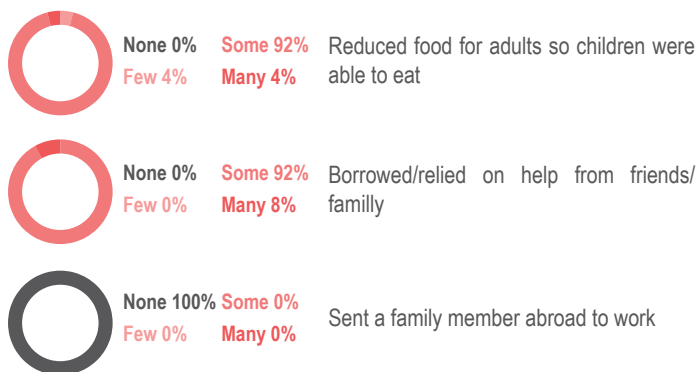 None 0% Some 92%
Few 4% Many 4%
Reduced food for adults so children were
able to eat
None 0% Some 92%
Few 0% Many 8%
Borrowed/relied on help from friends/
familly
None 100% Some 0%
Few 0% Many 0%
Sent a family member abroad to work